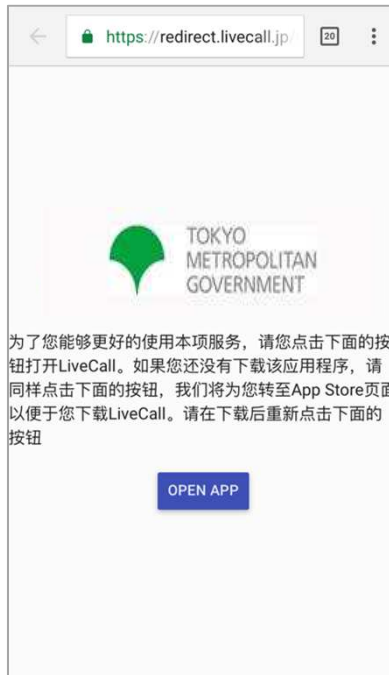 https://redirect.livecall.jp/
20
TOKYO
METROPOLITAN
GOVERNMENT
为了您能够更好的使用本项服务，请您点击下面的按
钮打开LiveCall。如果您还没有下载该应用程序，请
同样点击下面的按钮，我们将为您转至App Store页面
以便于您下载LiveCall。请在下载后重新点击下面的
按钮
OPEN APP